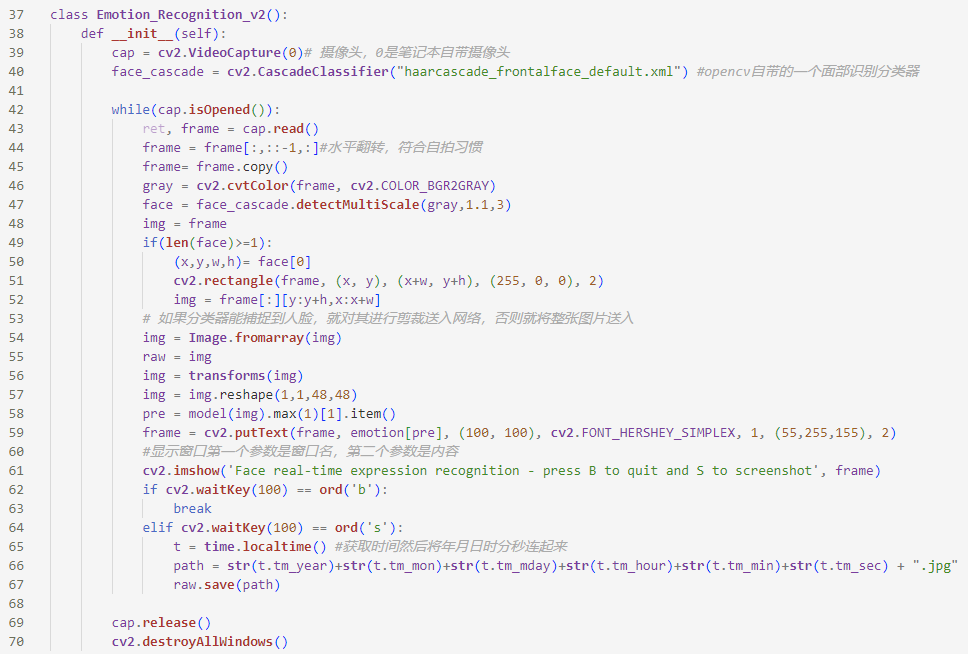 37 class Emotion_Recognition_v2():
38     def __init__(self):
39         cap = cv2.VideoCapture(0)# 摄像头，0是笔记本自带摄像头
40         face_cascade = cv2.CascadeClassifier("haarcascade_frontalface_default.xml") #opencv自带的一个面部识别分类器
41
42         while(cap.isOpened()):
43             ret, frame = cap.read()
44             frame = frame[:,::-1,:]#水平翻转，符合自拍习惯
45             frame= frame.copy()
46             gray = cv2.cvtColor(frame, cv2.COLOR_BGR2GRAY)
47             face = face_cascade.detectMultiScale(gray,1.1,3)
48             img = frame
49             if(len(face)>=1):
50                 (x,y,w,h)= face[0]
51                 cv2.rectangle(frame, (x, y), (x+w, y+h), (255, 0, 0), 2)
52                 img = frame[:][y:y+h,x:x+w]
53             # 如果分类器能捕捉到人脸，就对其进行剪裁送入网络，否则就将整张图片送入
54             img = Image.fromarray(img)
55             raw = img
56             img = transforms(img)
57             img = img.reshape(1,1,48,48)
58             pre = model(img).max(1)[1].item()
59             frame = cv2.putText(frame, emotion[pre], (100, 100), cv2.FONT_HERSHEY_SIMPLEX, 1, (55,255,155), 2)
60             #显示窗口第一个参数是窗口名，第二个参数是内容
61             cv2.imshow('Face real-time expression recognition - press B to quit and S to screenshot', frame)
62             if cv2.waitKey(100) == ord('b'):
63                 break
64             elif cv2.waitKey(100) == ord('s'):
65                 t = time.localtime() #获取时间然后将年月日时分秒连起来
66                 path = str(t.tm_year)+str(t.tm_mon)+str(t.tm_mday)+str(t.tm_hour)+str(t.tm_min)+str(t.tm_sec) + ".jpg"
67                 raw.save(path)
68
69         cap.release()
70         cv2.destroyAllWindows()